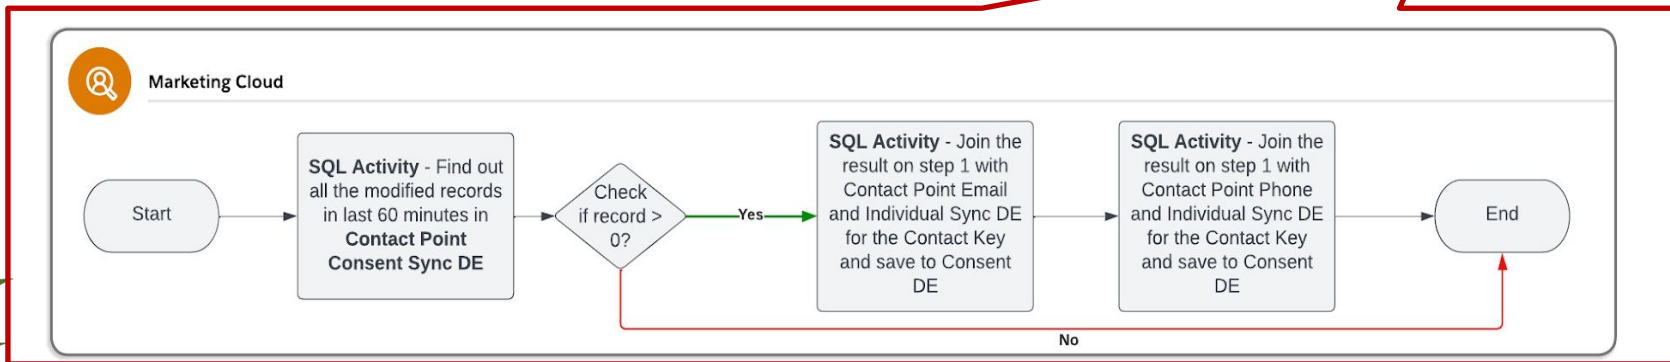 Marketing Cloud
Start
SQL Activity - Find out
all the modified records
in last 60 minutes in
Contact Point
Consent Sync DE
Check
if record >
0?
Yes
SQL Activity - Join the
result on step 1 with
Contact Point Email
and Individual Sync DE
for the Contact Key
and save to Consent
DE
SQL Activity - Join the
result on step 1 with
Contact Point Phone
and Individual Sync DE
for the Contact Key
and save to Consent
DE
End
No